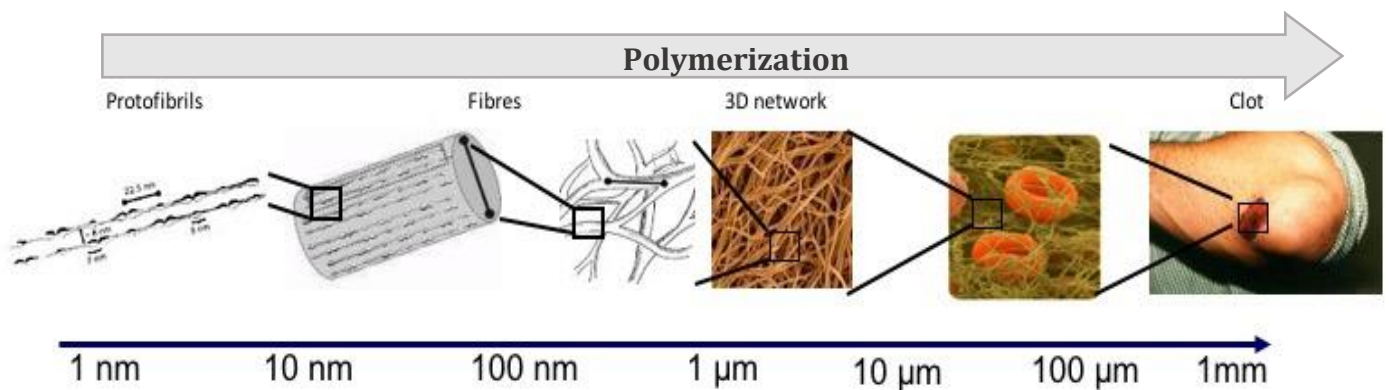 Polymerization
Protofibrils Fibres 3D network Clot
22.5 nm
1 nm 10 nm 100 nm 1 µm 10 µm 100 µm 1mm